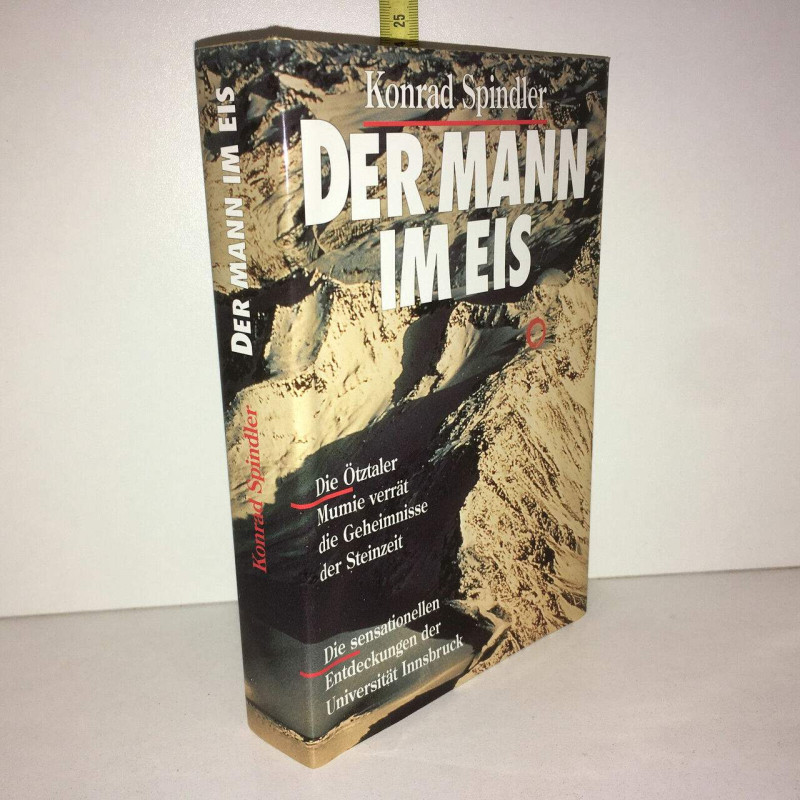 25
Konrad Spindler
DER MANN
IM EIS
Die Ötztaler
Mumie verrät
die Geheimnisse
der Steinzeit
Die sensationellen
Entdeckungen der
Universität Innsbruck
DER MANN IM EIS
Konrad Spindler